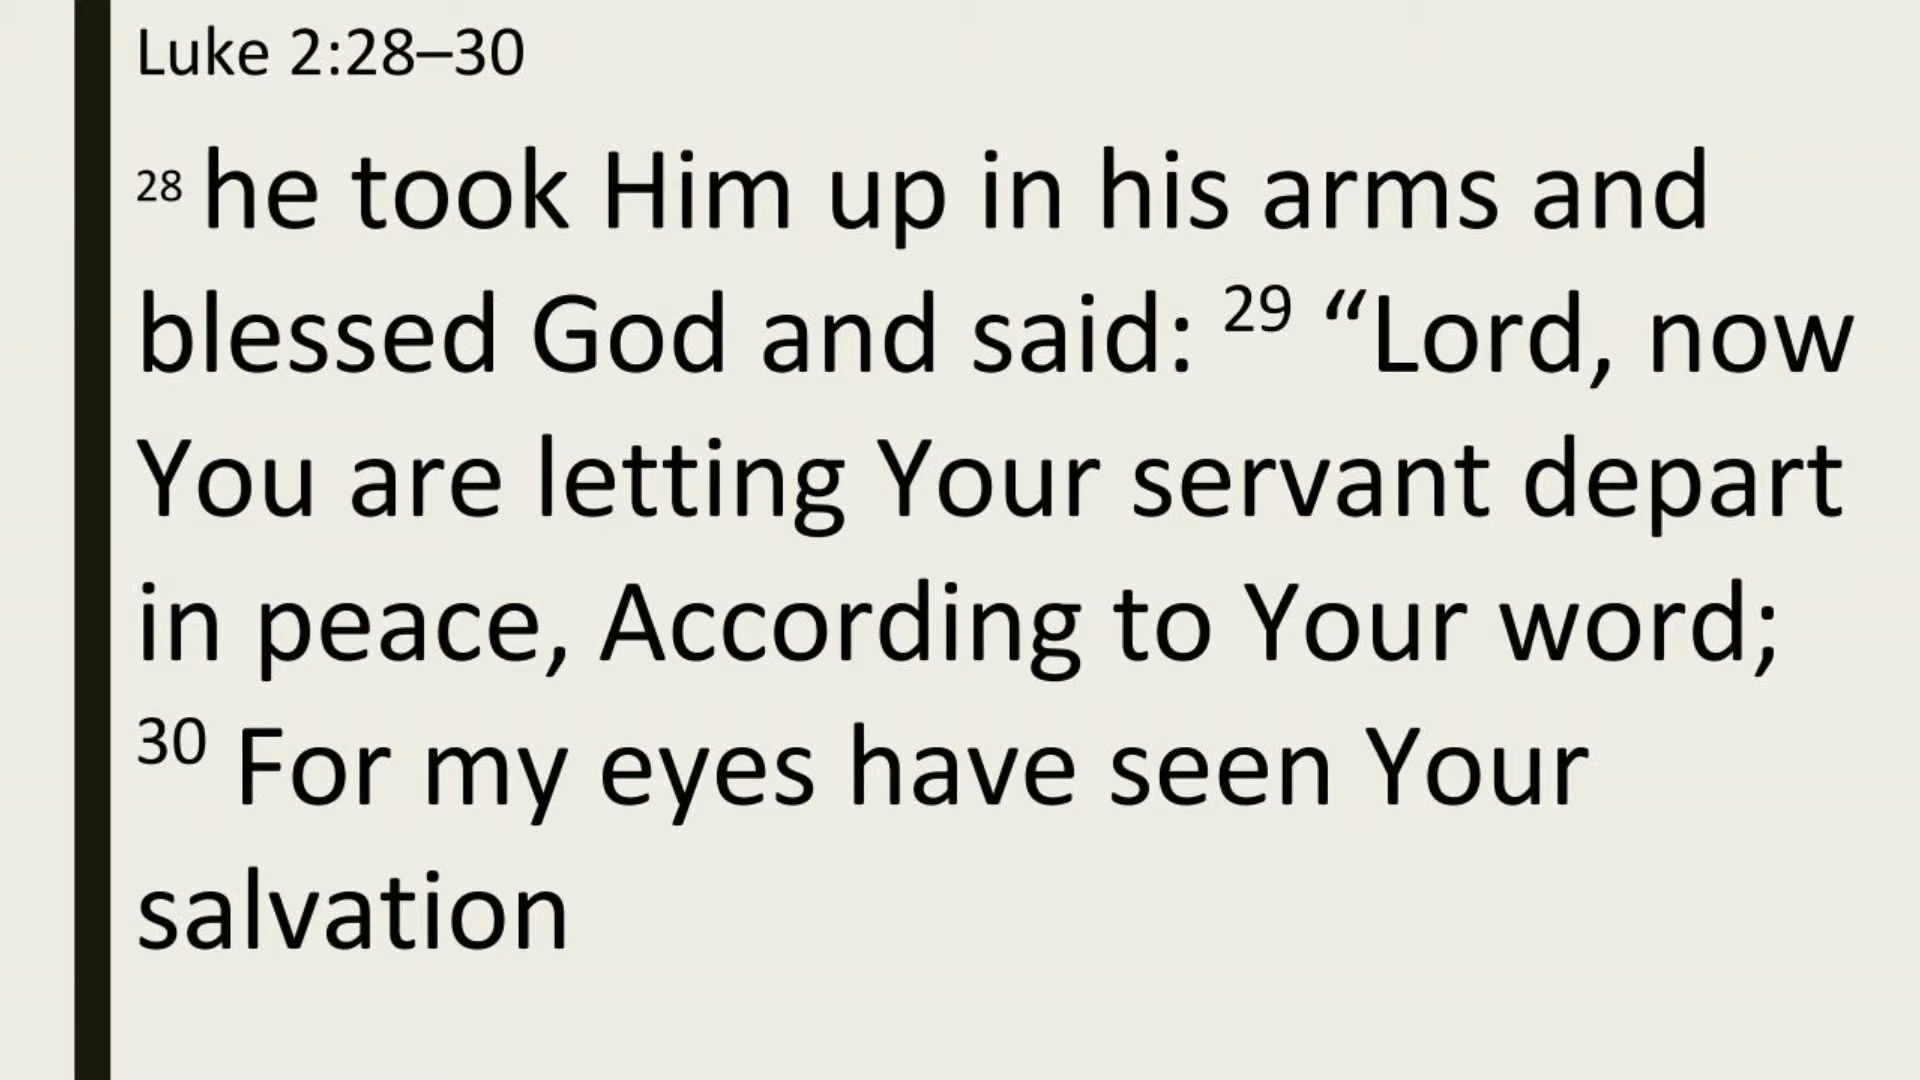 Luke 2:28–30
28 he took Him up in his arms and
blessed God and said: 29 “Lord, now
You are letting Your servant depart
in peace, According to Your word;
30 For my eyes have seen Your
salvation